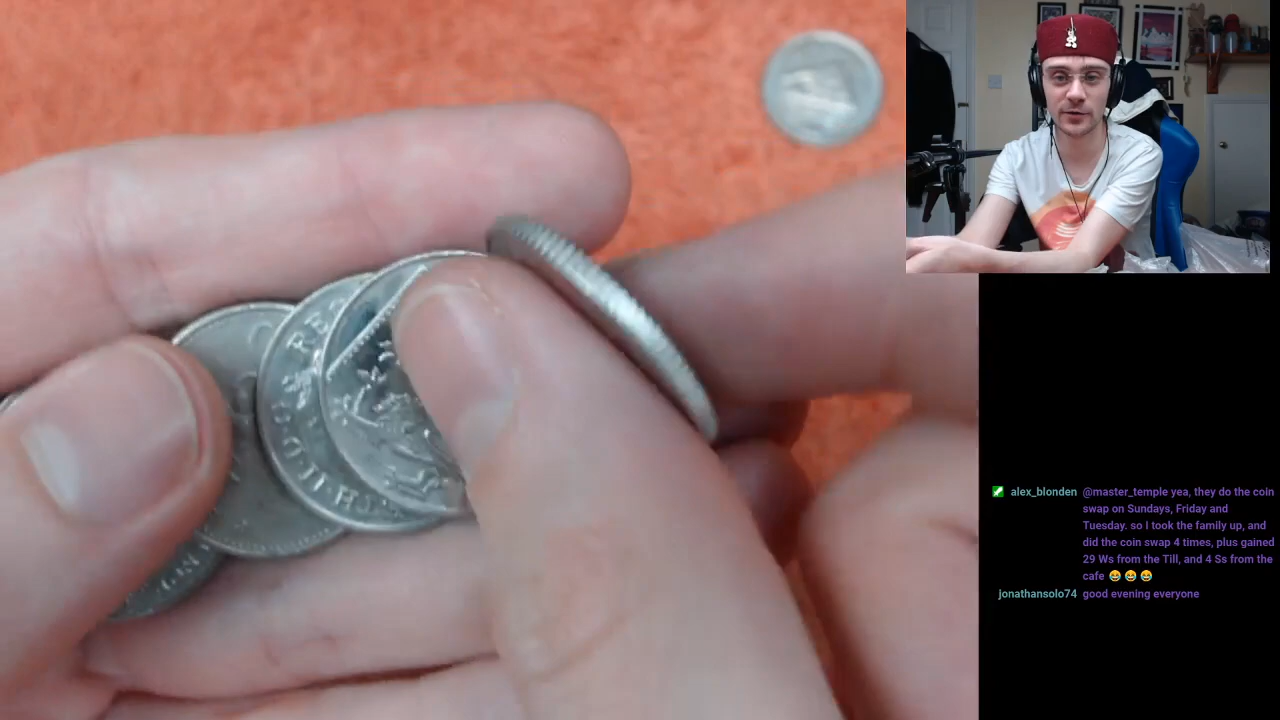 RE
D·II·
alex_blonden @master_temple yea, they do the coin
swap on Sundays, Friday and
Tuesday. so I took the family up, and
did the coin swap 4 times, plus gained
29 Ws from the Till, and 4 Ss from the
cafe 😂 😂 😂
jonathansolo74 good evening everyone